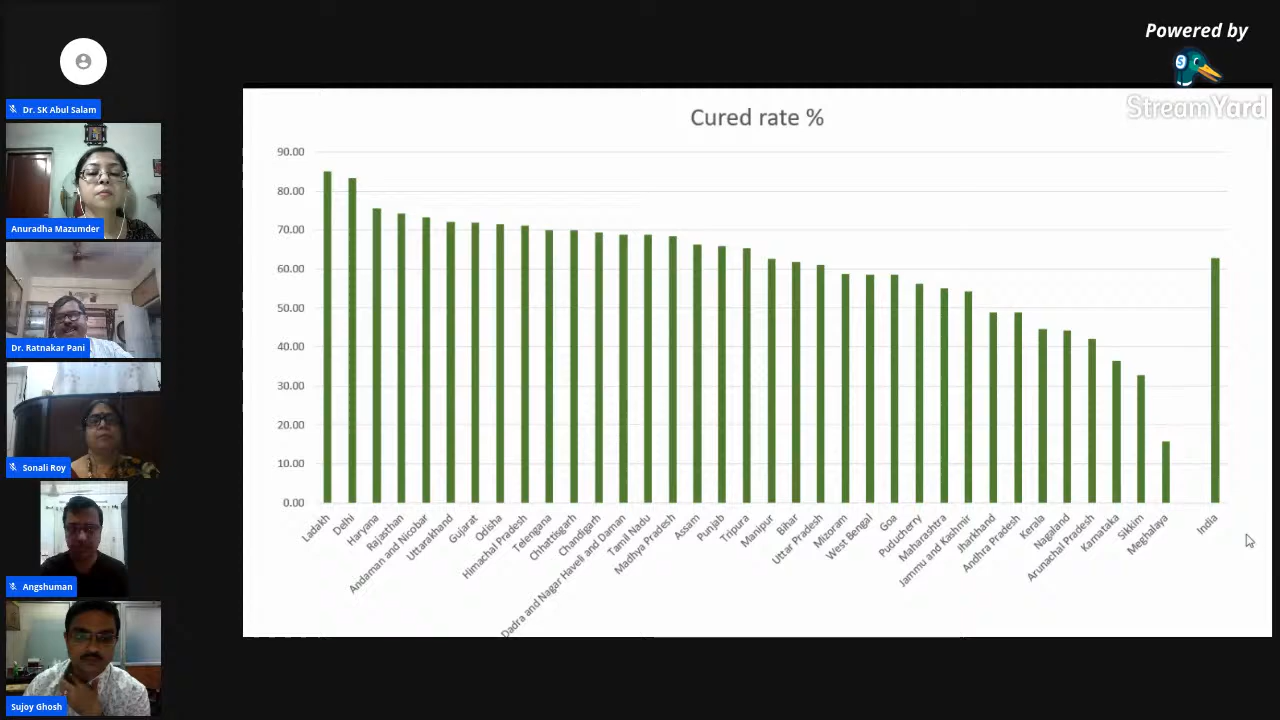 Powered by
S
StreamYard
Dr. SK Abul Salam
Anuradha Mazumder
Dr. Ratnakar Pani
Sonali Roy
Angshuman
Sujoy Ghosh
Cured rate %
90.00
80.00
70.00
60.00
50.00
40.00
30.00
20.00
10.00
0.00
Ladakh
Delhi
Haryana
Rajasthan
Andaman and Nicobar
Uttarakhand
Gujarat
Odisha
Himachal Pradesh
Telengana
Chhattisgarh
Chandigarh
Dadra and Nagar Haveli and Daman
Tamil Nadu
Madhya Pradesh
Assam
Punjab
Tripura
Manipur
Bihar
Uttar Pradesh
Mizoram
West Bengal
Goa
Puducherry
Maharashtra
Jammu and Kashmir
Jharkhand
Andhra Pradesh
Kerala
Nagaland
Arunachal Pradesh
Karnataka
Sikkim
Meghalaya
India